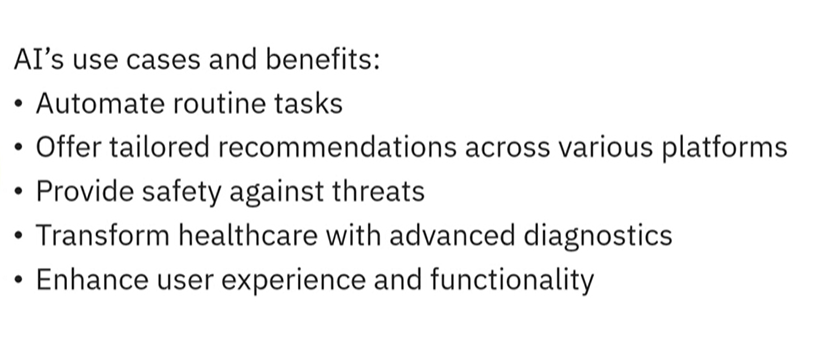 AI’s use cases and benefits:
• Automate routine tasks
• Offer tailored recommendations across various platforms
• Provide safety against threats
• Transform healthcare with advanced diagnostics
• Enhance user experience and functionality